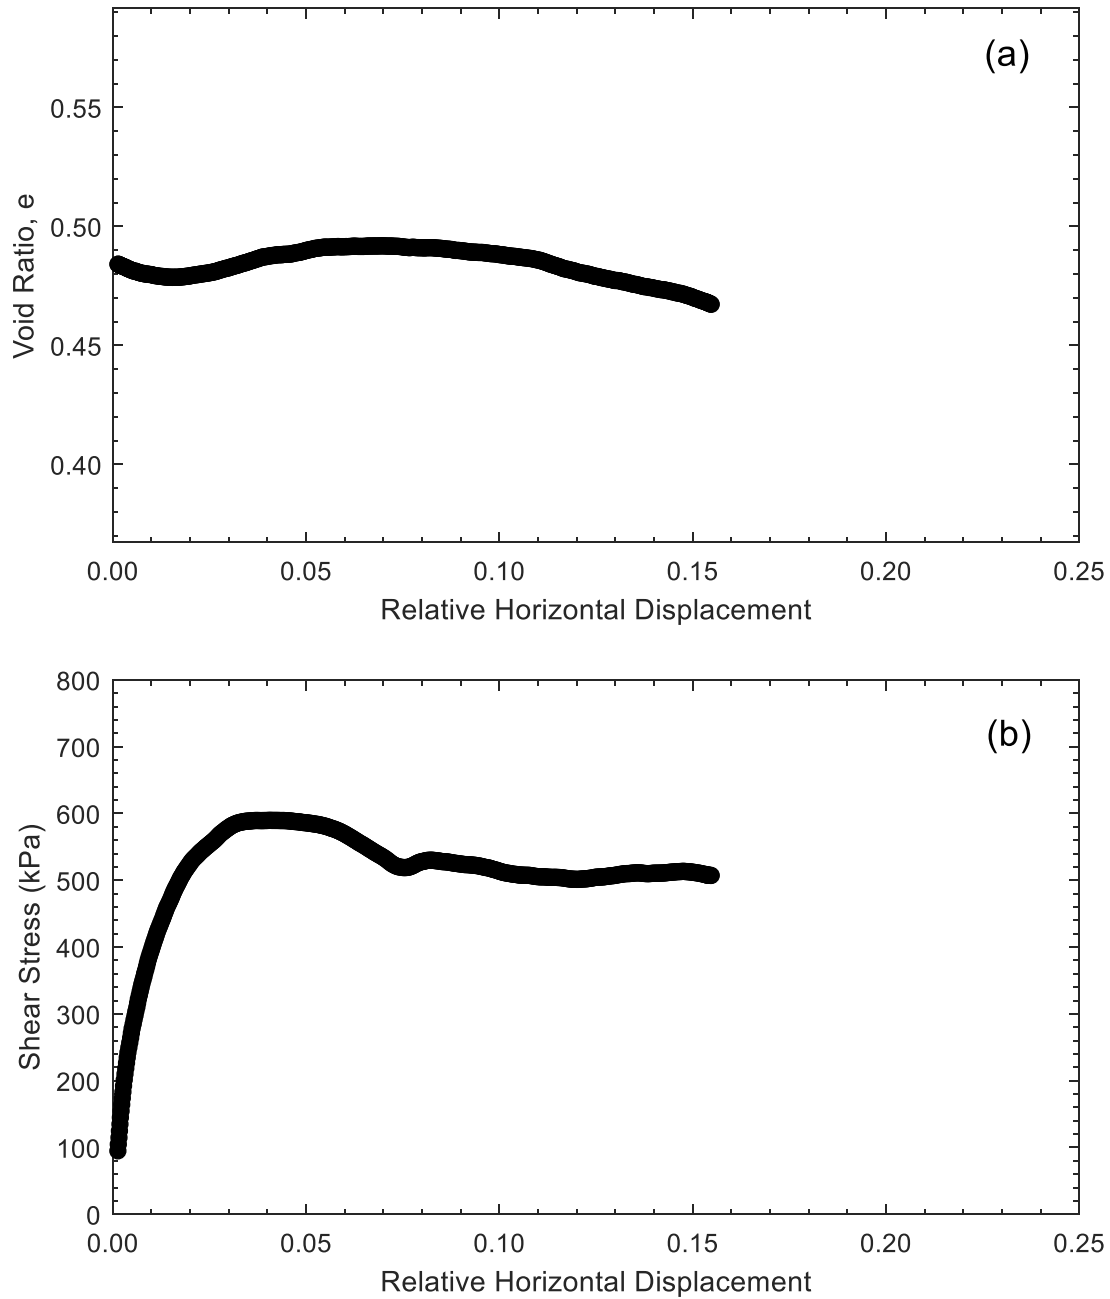 (a)
0.55
0.50
0.45
0.40
Void Ratio, e
0.00 0.05 0.10 0.15 0.20 0.25
Relative Horizontal Displacement
(b)
800
700
600
500
400
300
200
100
0
Shear Stress (kPa)
0.00 0.05 0.10 0.15 0.20 0.25
Relative Horizontal Displacement